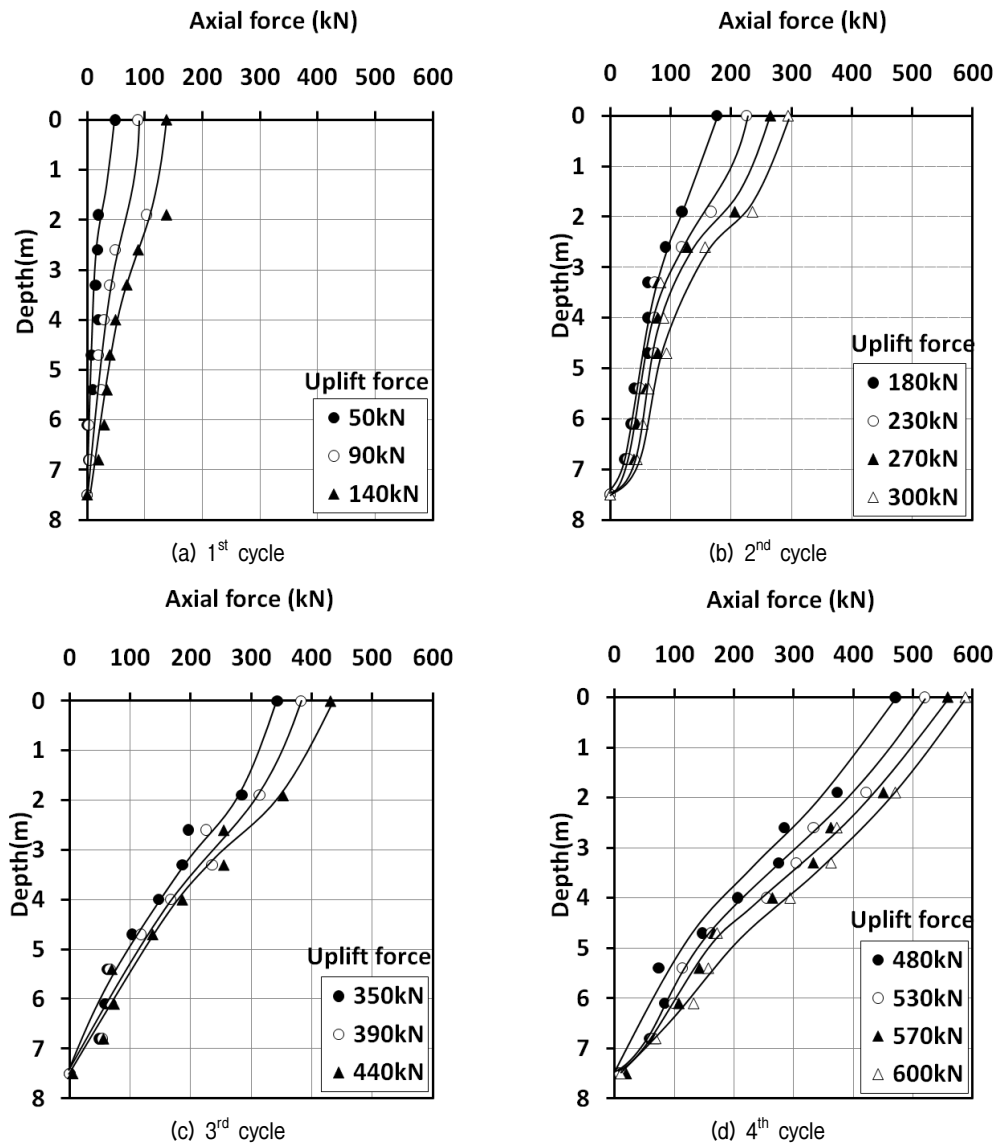 Axial force (kN)
0 100 200 300 400 500 600
0
1
2
3
4
5
6
7
8
Depth(m)
Uplift force
50kN
90kN
140kN
(a) 1st cycle
Axial force (kN)
0 100 200 300 400 500 600
0
1
2
3
4
5
6
7
8
Depth(m)
Uplift force
180kN
230kN
270kN
300kN
(b) 2nd cycle
Axial force (kN)
0 100 200 300 400 500 600
0
1
2
3
4
5
6
7
8
Depth(m)
Uplift force
350kN
390kN
440kN
(c) 3rd cycle
Axial force (kN)
0 100 200 300 400 500 600
0
1
2
3
4
5
6
7
8
Depth(m)
Uplift force
480kN
530kN
570kN
600kN
(d) 4th cycle